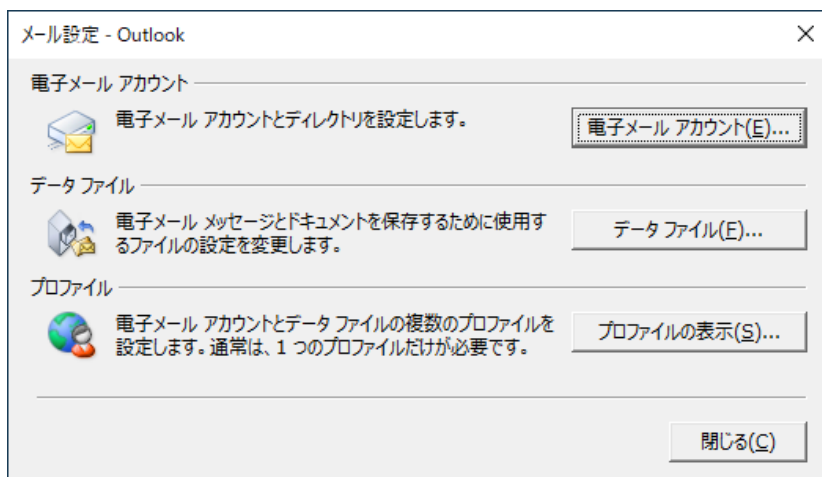 メール設定 - Outlook
電子メール アカウント
電子メール アカウントとディレクトリを設定します。
電子メール アカウント(E)...
データ ファイル
電子メール メッセージとドキュメントを保存するために使用す
るファイルの設定を変更します。
データ ファイル(F)...
プロファイル
電子メール アカウントとデータ ファイルの複数のプロファイルを
設定します。通常は、1 つのプロファイルだけが必要です。
プロファイルの表示(S)...
閉じる(C)